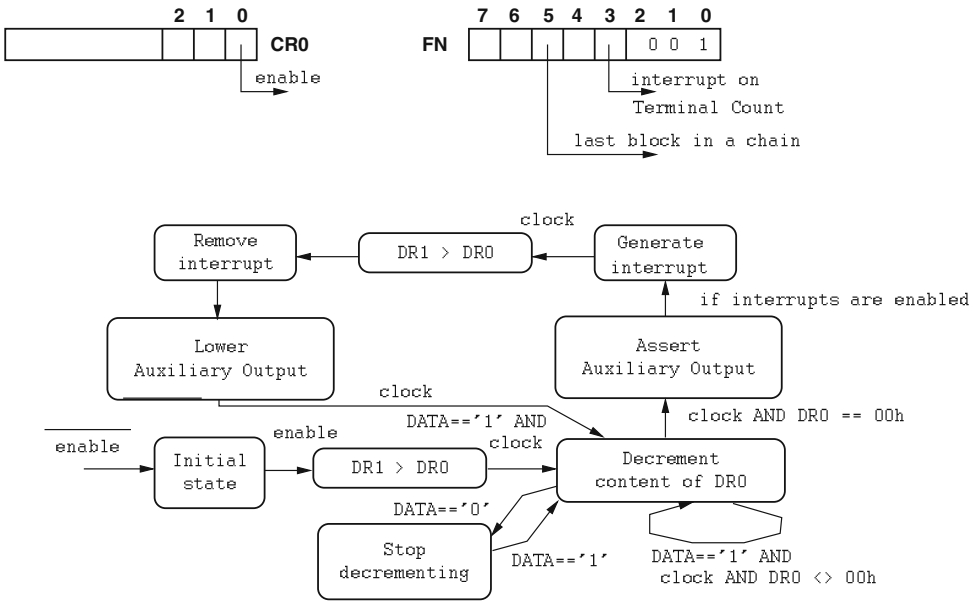 2 1 0
CR0
enable
7 6 5 4 3 2 1 0
FN
0 0 1
interrupt on
Terminal Count
last block in a chain
clock
Remove
interrupt
DR1 > DR0
Generate
interrupt
if interrupts are enabled
Lower
Auxiliary Output
Assert
Auxiliary Output
clock
clock AND DR0 == 00h
DATA=='1' AND
clock
enable
enable
Initial
state
DR1 > DR0
Decrement
content of DR0
DATA=='0'
Stop
decrementing
DATA=='1'
DATA=='1' AND
clock AND DR0 <> 00h